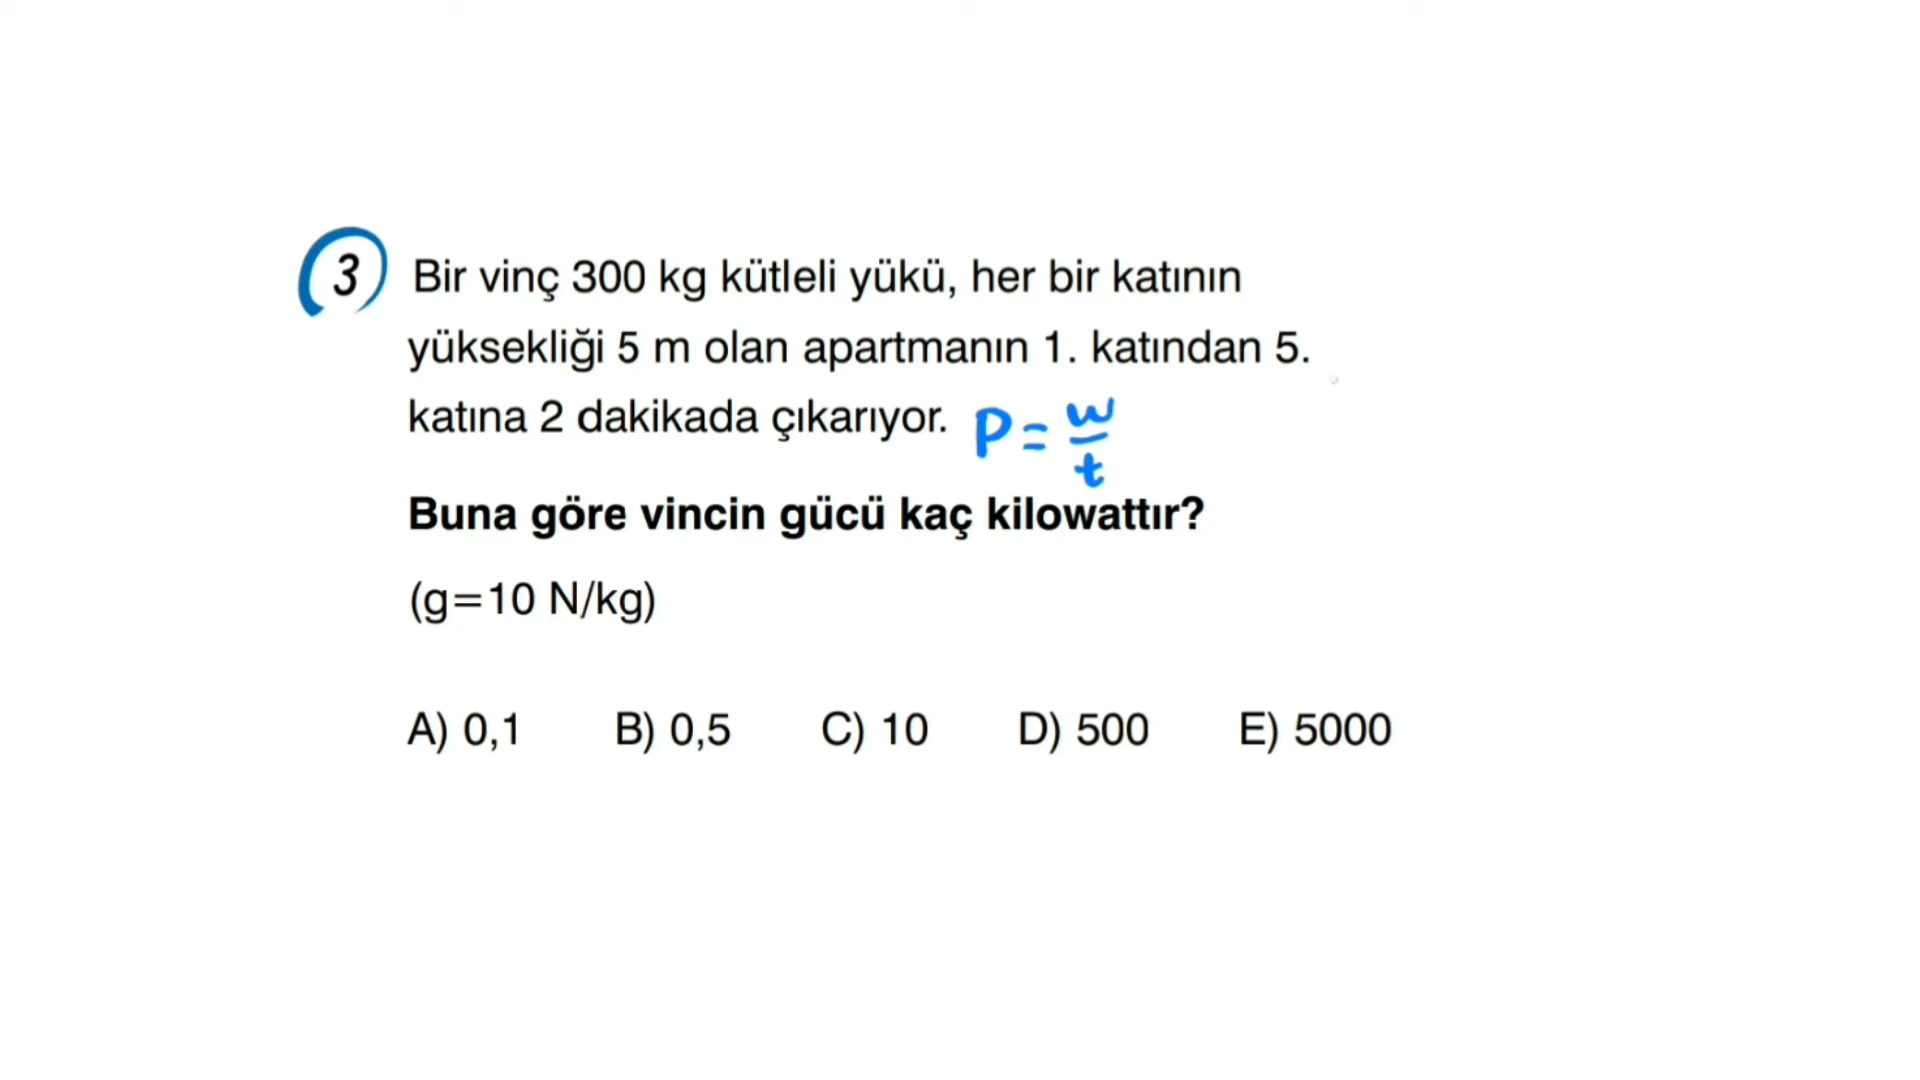 3 Bir vinç 300 kg kütleli yükü, her bir katının
yüksekliği 5 m olan apartmanın 1. katından 5.
katına 2 dakikada çıkarıyor. P = w/t
Buna göre vincin gücü kaç kilowattır?
(g=10 N/kg)
A) 0,1 B) 0,5 C) 10 D) 500 E) 5000